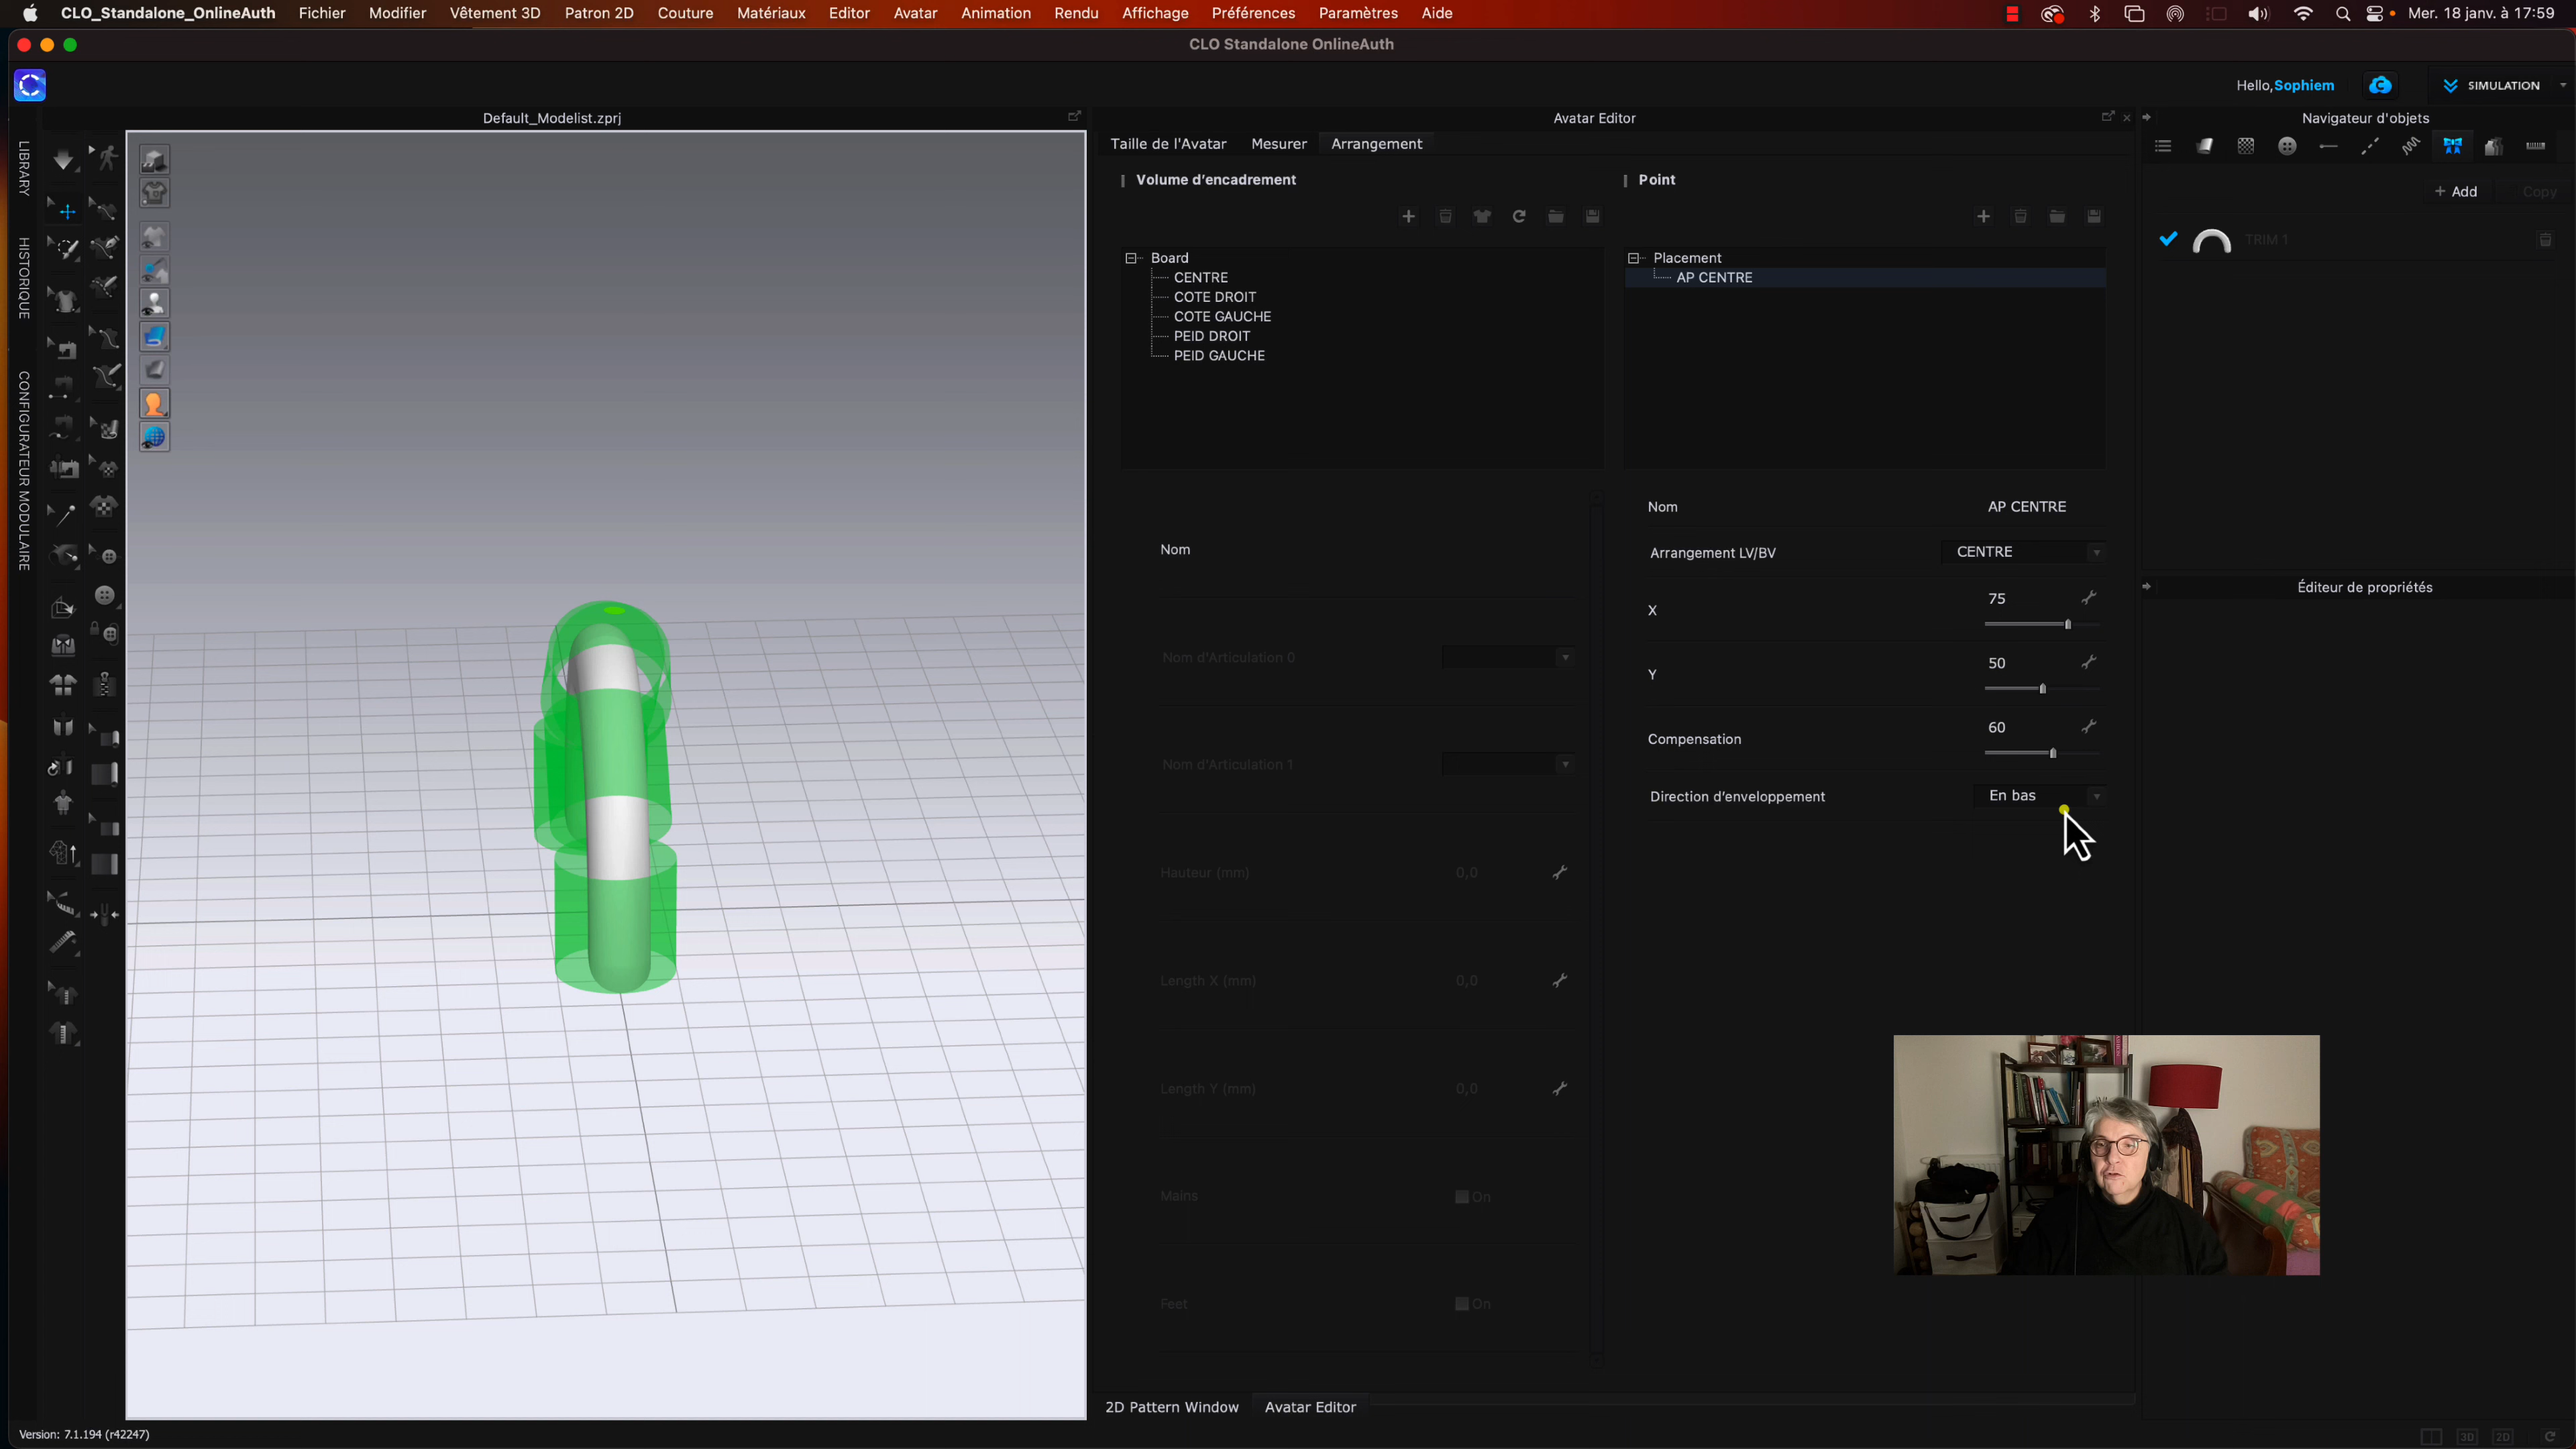 CLO_Standalone_OnlineAuth Fichier Modifier Vêtement 3D Patron 2D Couture Matériaux Editor Avatar Animation Rendu Affichage Préférences Paramètres Aide Mer. 18 janv. à 17:59
CLO Standalone OnlineAuth
Hello,Sophiem SIMULATION
Default_Modelist.zprj
Avatar Editor
Navigateur d'objets
LIBRARY
HISTORIQUE
CONFIGURATEUR MODULAIRE
Taille de l'Avatar Mesurer Arrangement
Volume d'encadrement
Point
+ Add Copy
TRIM 1
Board
CENTRE
COTE DROIT
COTE GAUCHE
PEID DROIT
PEID GAUCHE
Placement
AP CENTRE
Nom
Nom d'Articulation 0
Nom d'Articulation 1
Hauteur (mm) 0,0
Length X (mm) 0,0
Length Y (mm) 0,0
Mains On
Feet On
Nom AP CENTRE
Arrangement LV/BV CENTRE
X 75
Y 50
Compensation 60
Direction d'enveloppement En bas
Éditeur de propriétés
2D Pattern Window Avatar Editor
Version: 7.1.194 (r42247)
3D 2D